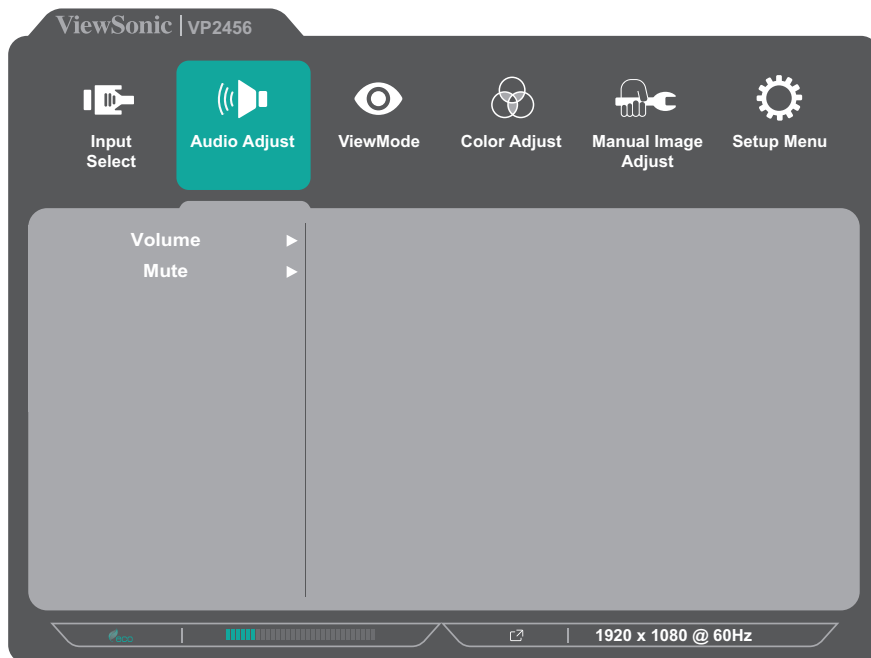 ViewSonic | VP2456
Input Select
Audio Adjust
ViewMode
Color Adjust
Manual Image Adjust
Setup Menu
Volume
Mute
eco
1920 x 1080 @ 60Hz